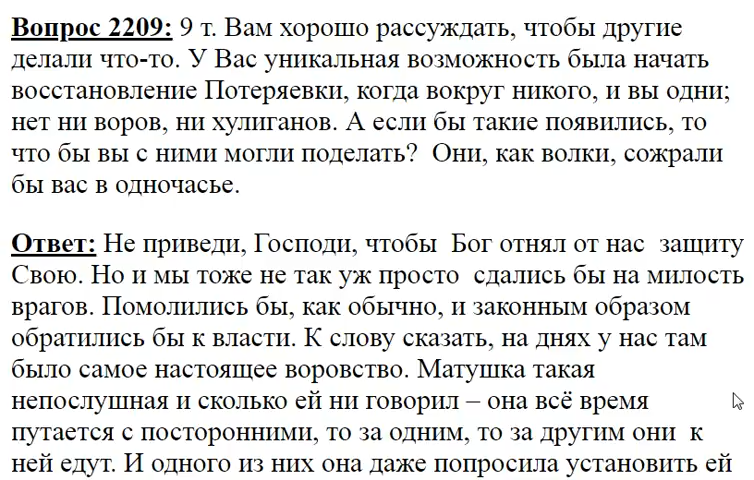 Вопрос 2209: 9 т. Вам хорошо рассуждать, чтобы другие
делали что-то. У Вас уникальная возможность была начать
восстановление Потеряевки, когда вокруг никого, и вы одни;
нет ни воров, ни хулиганов. А если бы такие появились, то
что бы вы с ними могли поделать?  Они, как волки, сожрали
бы вас в одночасье.
Ответ: Не приведи, Господи, чтобы  Бог отнял от нас  защиту
Свою. Но и мы тоже не так уж просто  сдались бы на милость
врагов. Помолились бы, как обычно, и законным образом
обратились бы к власти. К слову сказать, на днях у нас там
было самое настоящее воровство. Матушка такая
непослушная и сколько ей ни говорил – она всё время
путается с посторонними, то за одним, то за другим они  к
ней едут. И одного из них она даже попросила установить ей